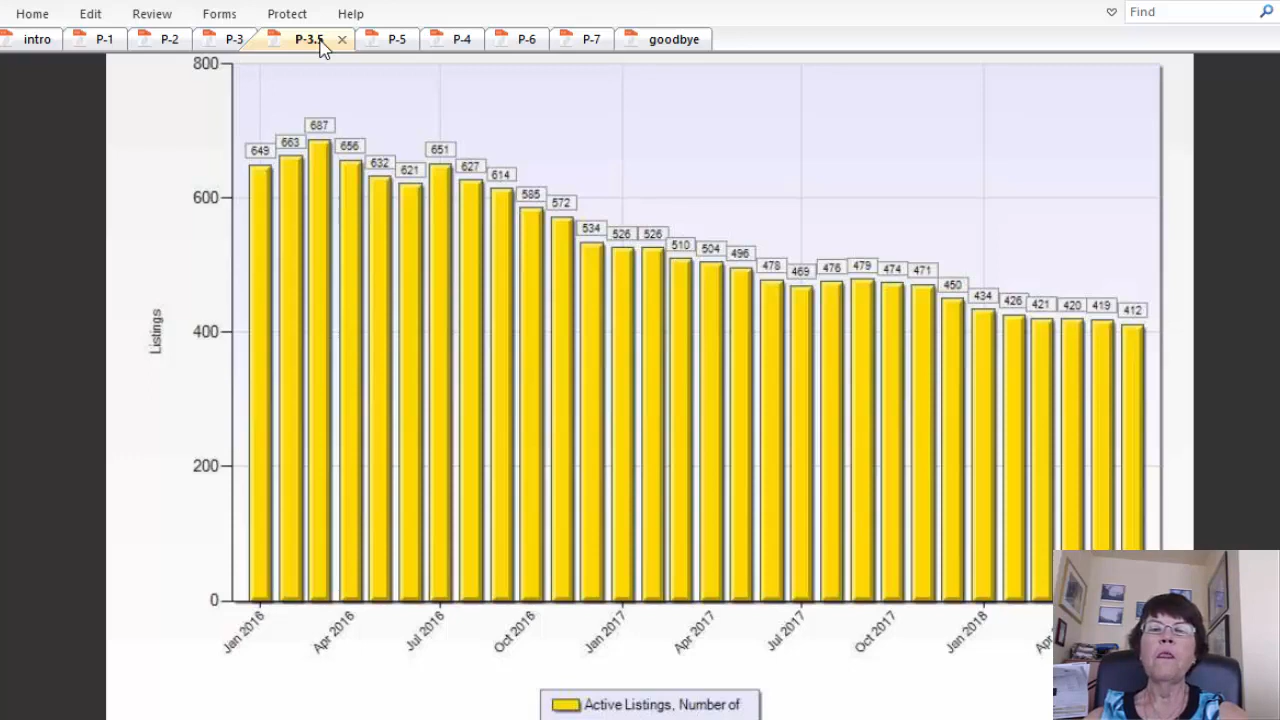 Home Edit Review Forms Protect Help Find
intro P-1 P-2 P-3 P-3.5 P-5 P-4 P-6 P-7 goodbye
800
687
649 663 656 632 621 651 627 614
600
585 572 534 526 526 510 504 496 478 469 476 479 474 471 450 434 426 421 420 419 412
Listings
400
200
0
Jan 2016 Apr 2016 Jul 2016 Oct 2016 Jan 2017 Apr 2017 Jul 2017 Oct 2017 Jan 2018
Active Listings, Number of